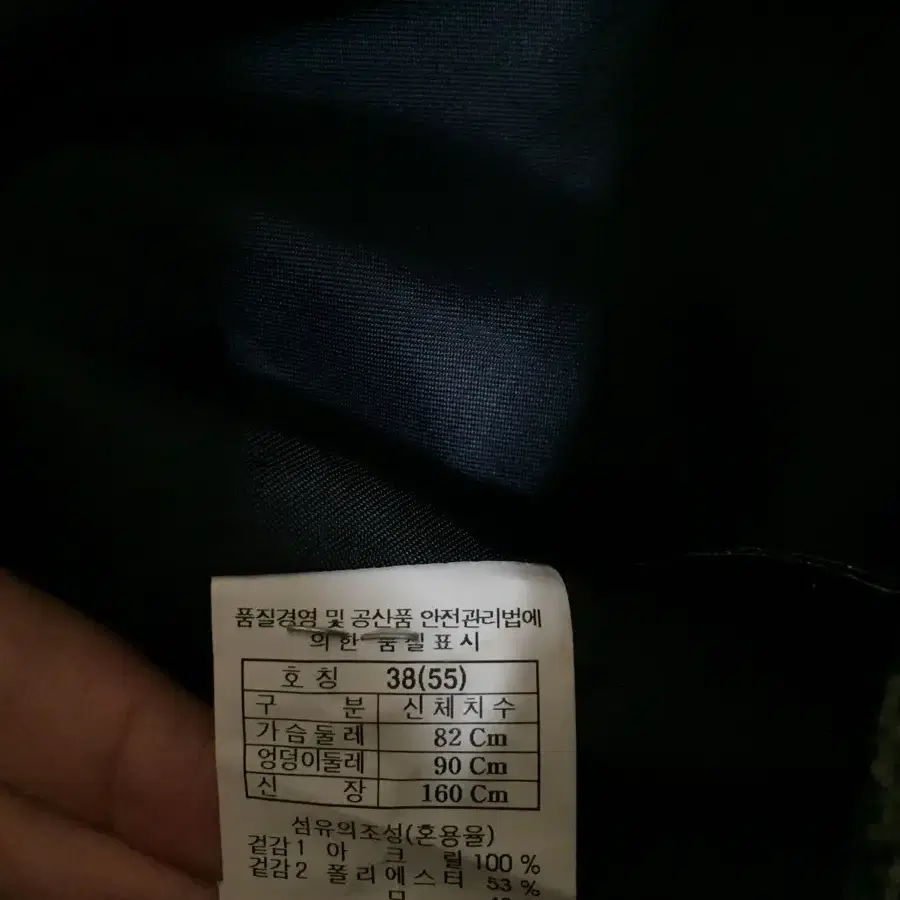 품질경영 및 공산품 안전관리법에
의한 품질표시
호칭 38(55)
구분 신체치수
가슴둘레 82 Cm
엉덩이둘레 90 Cm
신장 160 Cm
섬유의조성(혼용율)
겉감1 아크릴 100 %
겉감2 폴리에스터 53 %